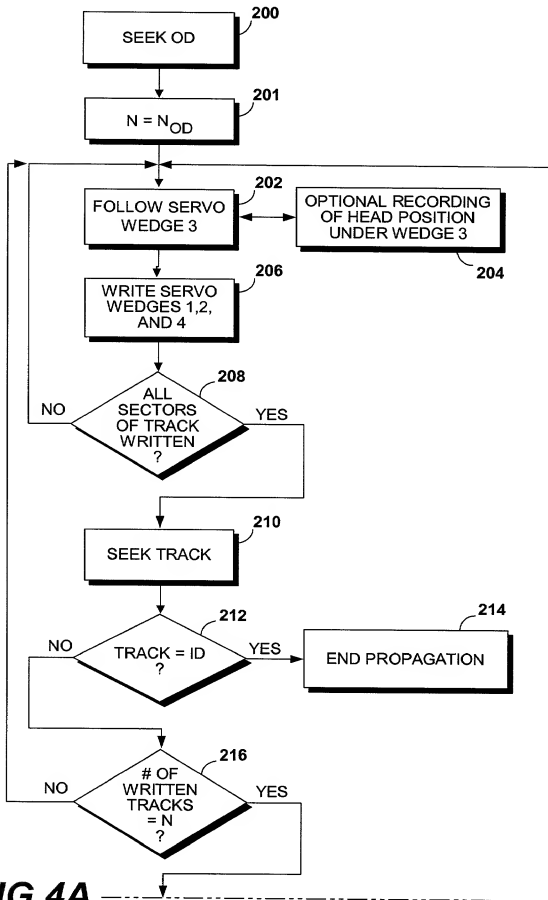 200
SEEK OD
201
N = NOD
202
FOLLOW SERVO
WEDGE 3
OPTIONAL RECORDING
OF HEAD POSITION
UNDER WEDGE 3
204
206
WRITE SERVO
WEDGES 1,2,
AND 4
208
ALL
SECTORS
OF TRACK
WRITTEN
?
NO
YES
210
SEEK TRACK
212
TRACK = ID
?
NO
YES
214
END PROPAGATION
216
# OF
WRITTEN
TRACKS
= N
?
NO
YES
IG 4A